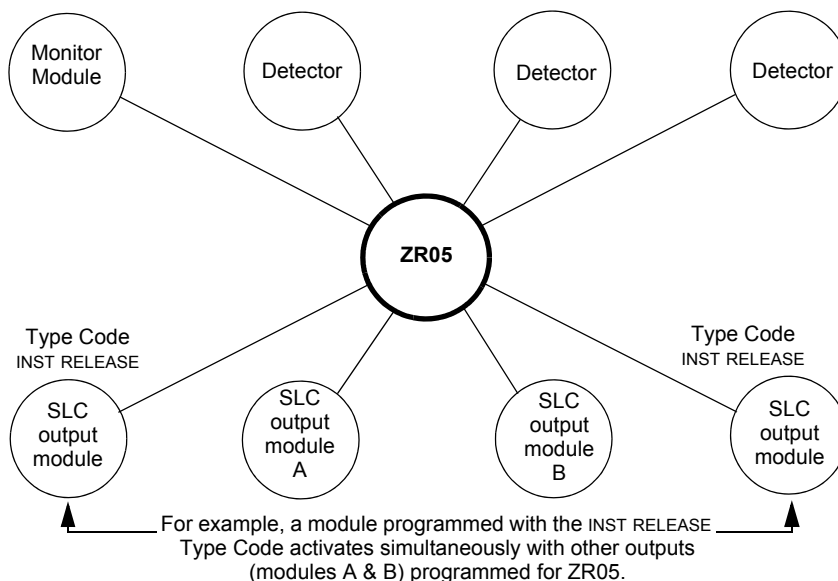 Monitor
Module
Detector
Detector
Detector
ZR05
Type Code
INST RELEASE
Type Code
INST RELEASE
SLC
output
module
SLC
output
module
A
SLC
output
module
B
SLC
output
module
For example, a module programmed with the INST RELEASE
Type Code activates simultaneously with other outputs
(modules A & B) programmed for ZR05.